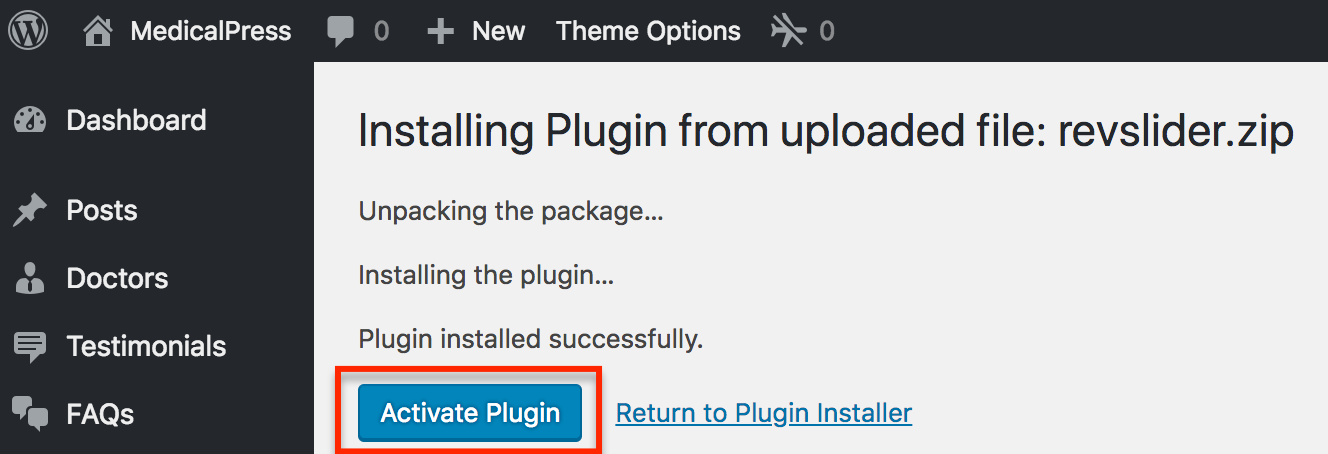 MedicalPress 0 New Theme Options 0
Dashboard
Posts
Doctors
Testimonials
FAQs
Installing Plugin from uploaded file: revslider.zip
Unpacking the package…
Installing the plugin…
Plugin installed successfully.
Activate Plugin Return to Plugin Installer